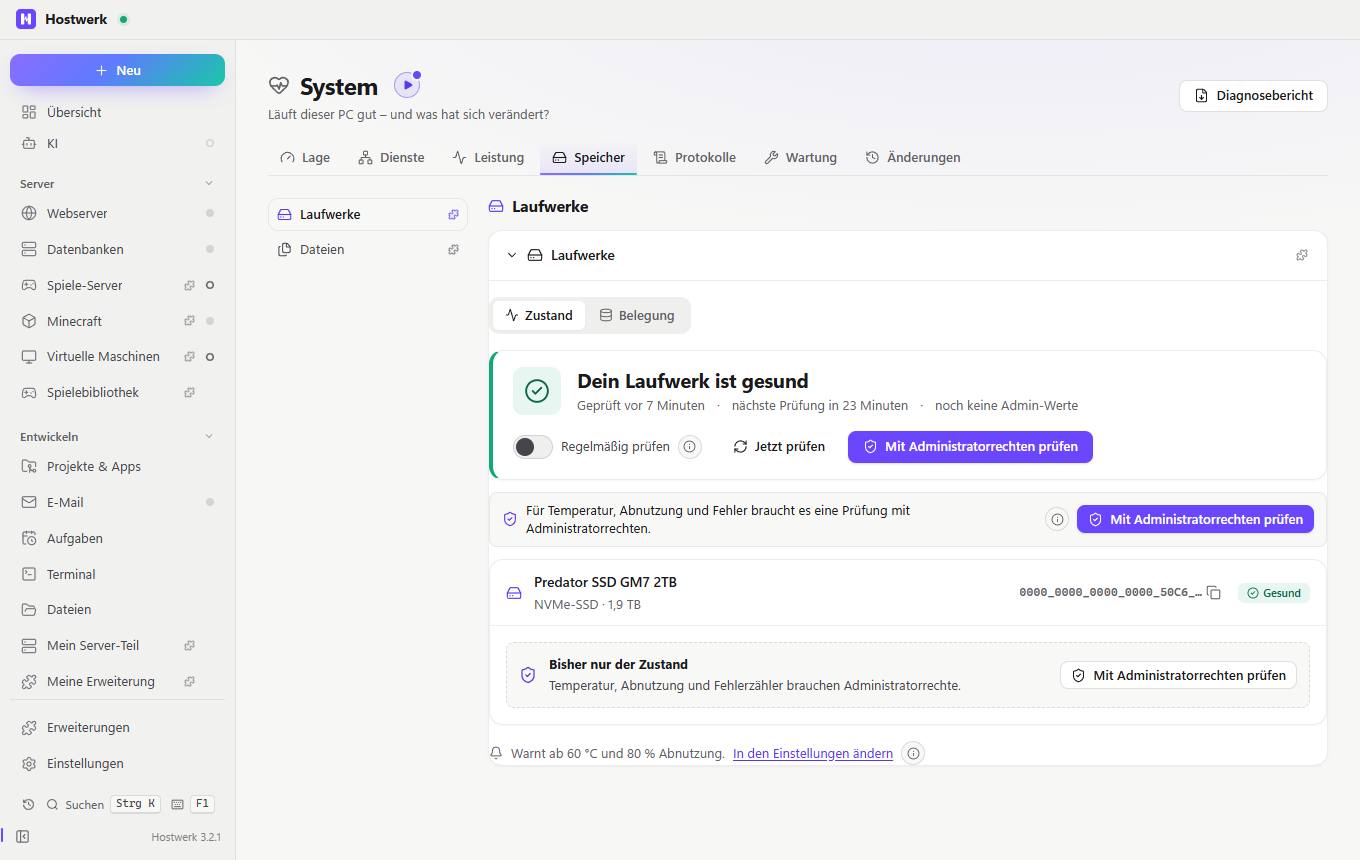 Hostwerk
Neu
Übersicht
KI
Server
Webserver
Datenbanken
Spiele-Server
Minecraft
Virtuelle Maschinen
Spielebibliothek
Entwickeln
Projekte & Apps
E-Mail
Aufgaben
Terminal
Dateien
Mein Server-Teil
Meine Erweiterung
Erweiterungen
Einstellungen
Suchen Strg K F1
Hostwerk 3.2.1
System
Läuft dieser PC gut – und was hat sich verändert?
Diagnosebericht
Lage Dienste Leistung Speicher Protokolle Wartung Änderungen
Laufwerke
Dateien
Laufwerke
Laufwerke
Zustand Belegung
Dein Laufwerk ist gesund
Geprüft vor 7 Minuten · nächste Prüfung in 23 Minuten · noch keine Admin-Werte
Regelmäßig prüfen Jetzt prüfen Mit Administratorrechten prüfen
Für Temperatur, Abnutzung und Fehler braucht es eine Prüfung mit
Administratorrechten.
Mit Administratorrechten prüfen
Predator SSD GM7 2TB
NVMe-SSD · 1,9 TB
0000_0000_0000_0000_50C6_…
Gesund
Bisher nur der Zustand
Temperatur, Abnutzung und Fehlerzähler brauchen Administratorrechte.
Mit Administratorrechten prüfen
Warnt ab 60 °C und 80 % Abnutzung. In den Einstellungen ändern